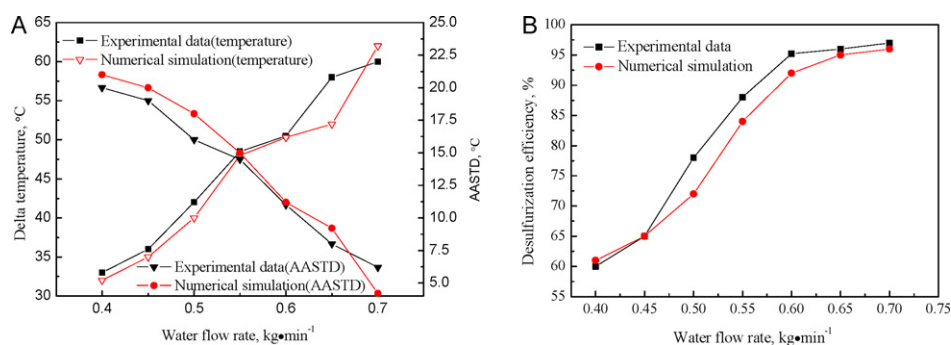 A
Experimental data(temperature)
Numerical simulation(temperature)
Experimental data(AASTD)
Numerical simulation(AASTD)
Delta temperature, °C
65
60
55
50
45
40
35
30
AASTD, °C
25.0
22.5
20.0
17.5
15.0
12.5
10.0
7.5
5.0
0.4 0.5 0.6 0.7
Water flow rate, kg•min⁻¹
B
Experimental data
Numerical simulation
Desulfurization efficiency, %
100
95
90
85
80
75
70
65
60
55
0.40 0.45 0.50 0.55 0.60 0.65 0.70 0.75
Water flow rate, kg•min⁻¹